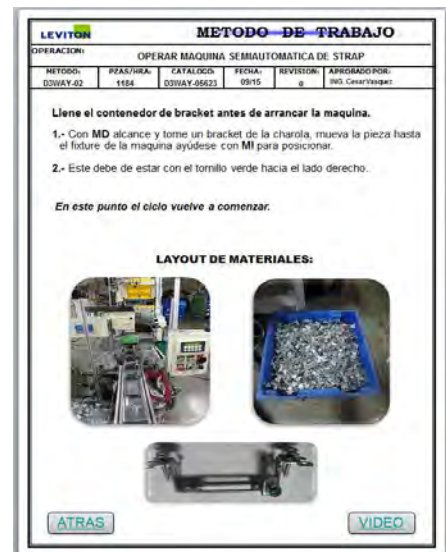 LEVITON
METODO DE TRABAJO
OPERACION:
OPERAR MAQUINA SEMIAUTOMATICA DE STRAP
METODO: PZAS/HRA: CATALOGO: FECHA: REVISION: APROBADO POR:
D3WAY-02 1184 D3WAY-05623 09/15 0 ING. Cesar Vasquez
Llene el contenedor de bracket antes de arrancar la maquina.
1.- Con MD alcance y tome un bracket de la charola, mueva la pieza hasta
el fixture de la maquina ayúdese con MI para posicionar.
2.- Este debe de estar con el tornillo verde hacia el lado derecho.
En este punto el ciclo vuelve a comenzar.
LAYOUT DE MATERIALES:
ATRAS VIDEO